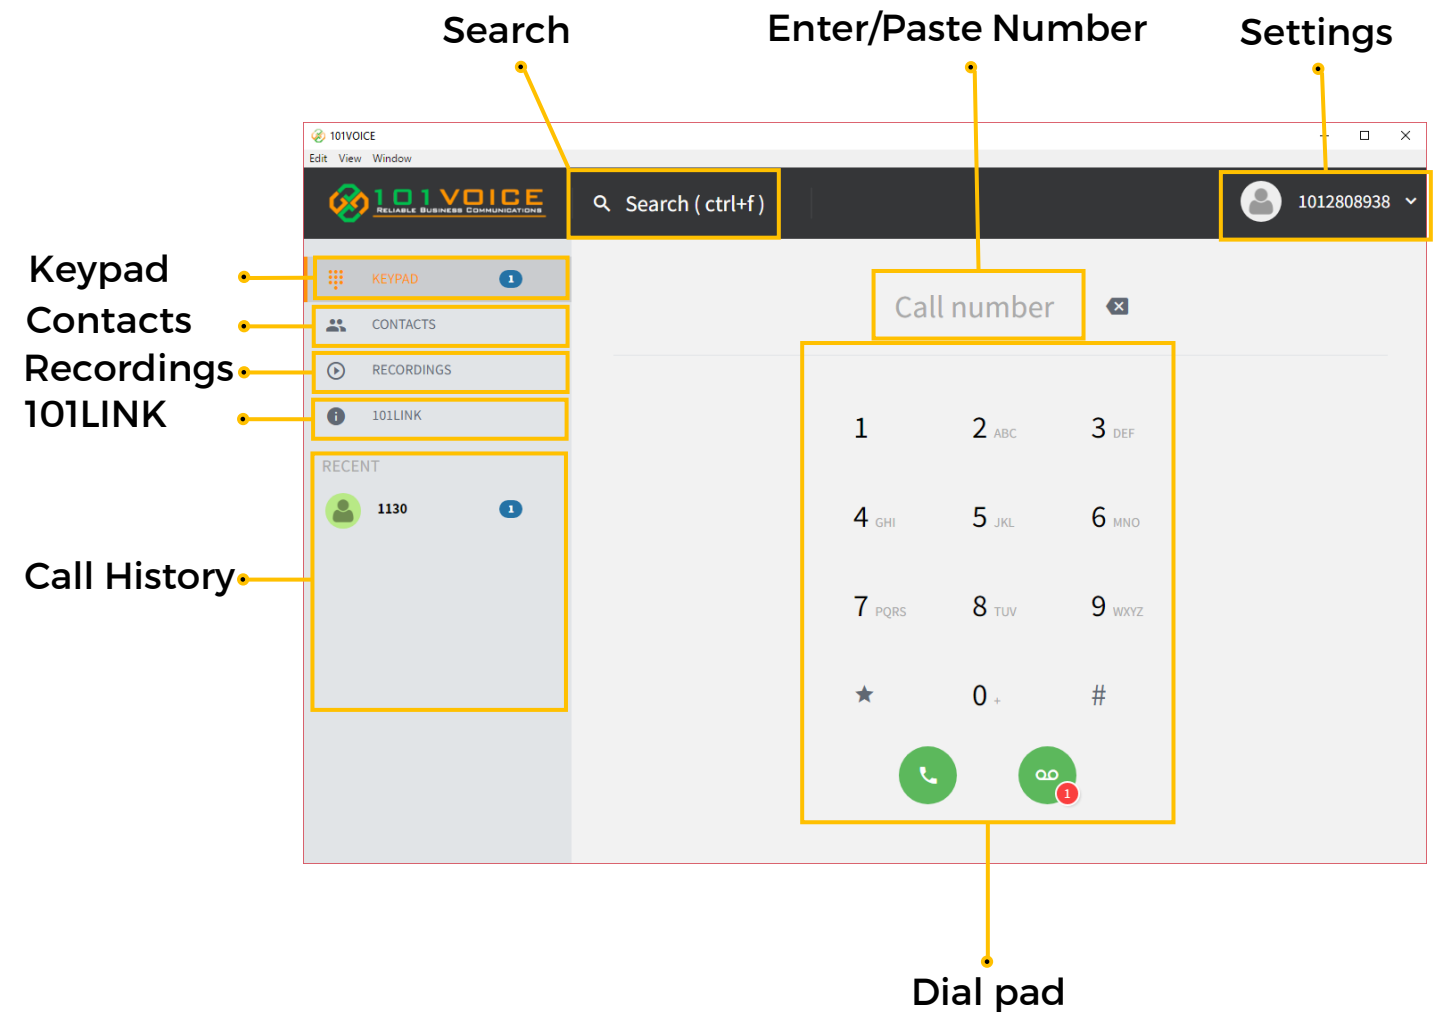 Search
Enter/Paste Number
Settings
101VOICE
Edit View Window
101VOICE
RELIABLE BUSINESS COMMUNICATIONS
Search ( ctrl+f )
1012808938
Keypad
KEYPAD 1
Call number
Contacts
CONTACTS
Recordings
RECORDINGS
101LINK
101LINK
RECENT
1130 1
Call History
1 2 ABC 3 DEF
4 GHI 5 JKL 6 MNO
7 PQRS 8 TUV 9 WXYZ
0 + #
1
Dial pad